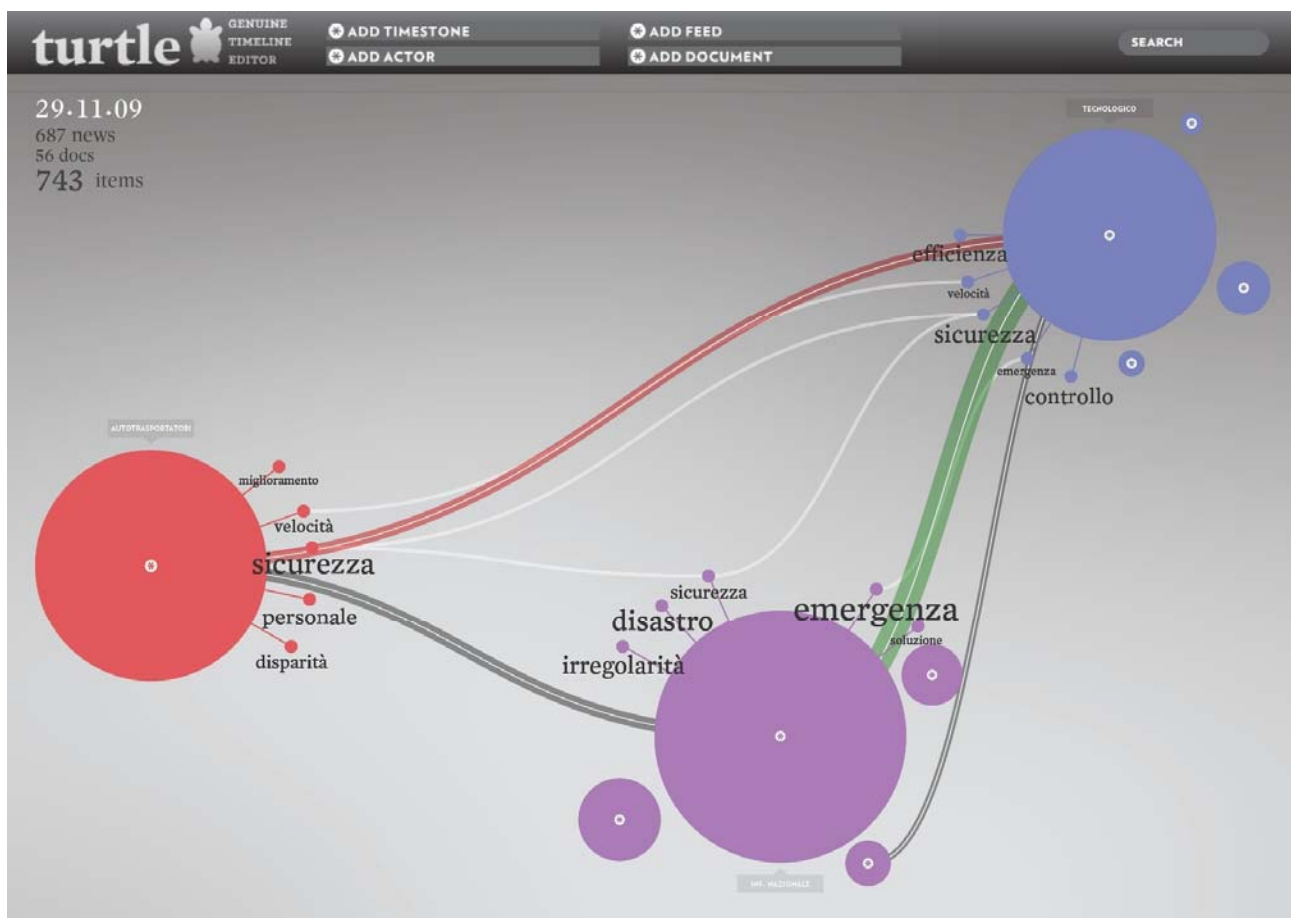 turtle
GENUINE
TIMELINE
EDITOR
ADD TIMESTONE
ADD ACTOR
ADD FEED
ADD DOCUMENT
SEARCH
29.11.09
687 news
56 docs
743 items
TECNOLOGICO
efficienza
velocità
sicurezza
emergenza
controllo
AUTOTRASPORTATORI
miglioramento
velocità
sicurezza
personale
disparità
sicurezza
disastro
irregolarità
emergenza
soluzione
INF. NAZIONALE